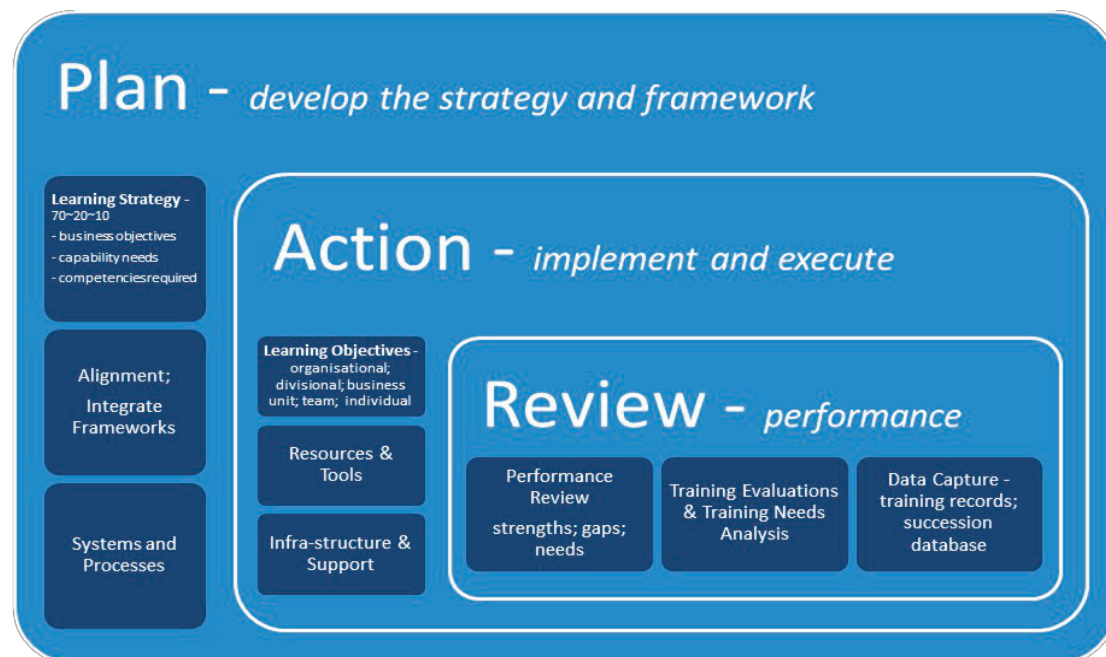 Plan - develop the strategy and framework
Learning Strategy -
70~20~10
- business objectives
- capability needs
- competenciesrequired
Alignment;
Integrate
Frameworks
Systems and
Processes
Action - implement and execute
Learning Objectives -
organisational;
divisional; business
unit; team; individual
Resources &
Tools
Infra-structure &
Support
Review - performance
Performance
Review
strengths; gaps;
needs
Training Evaluations
& Training Needs
Analysis
Data Capture -
training records;
succession
database